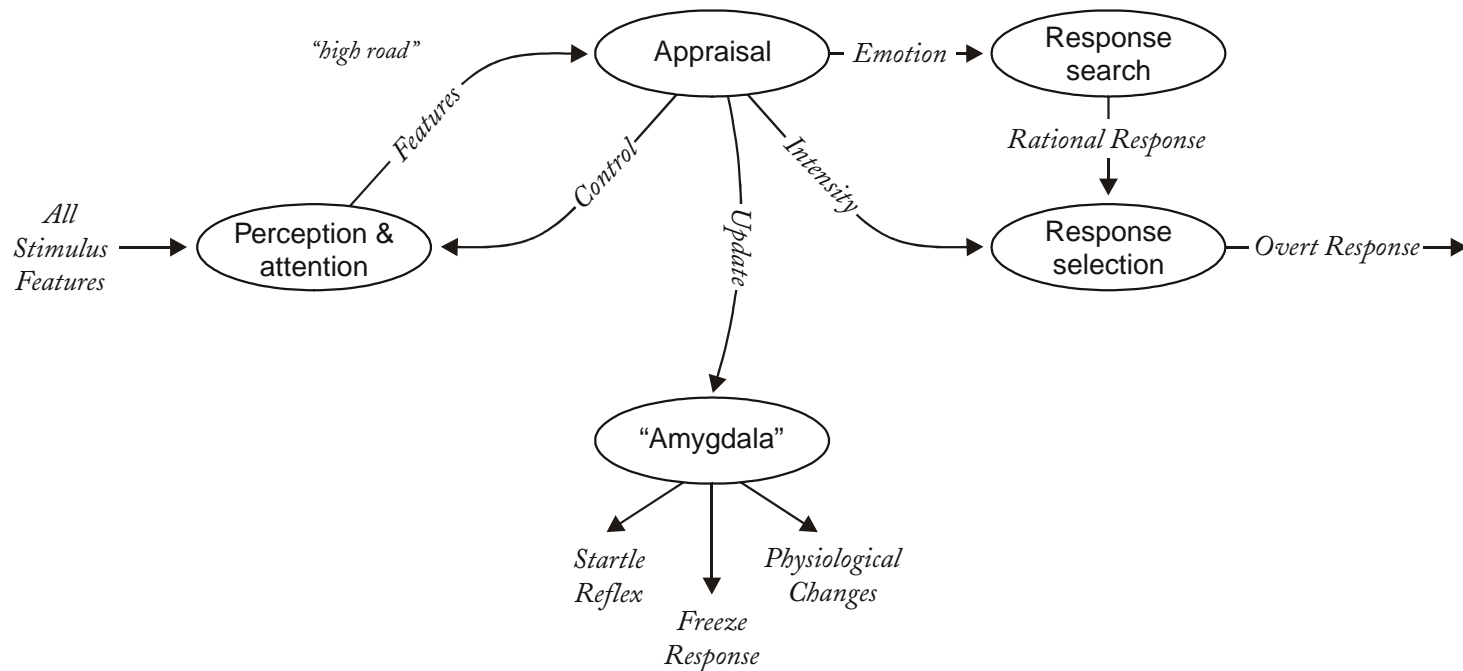 “high road”
Appraisal
Emotion
Response
search
Features
Control
Intensity
Rational Response
All
Stimulus
Features
Perception &
attention
Update
Response
selection
Overt Response
“Amygdala”
Startle
Reflex
Physiological
Changes
Freeze
Response